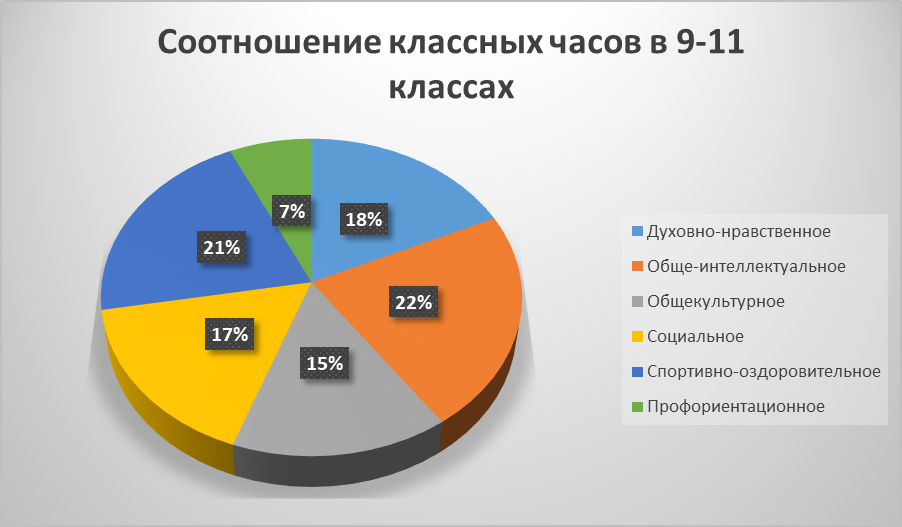 Соотношение классных часов в 9-11
классах
7%
18%
21%
22%
17%
15%
Духовно-нравственное
Обще-интеллектуальное
Общекультурное
Социальное
Спортивно-оздоровительное
Профориентационное